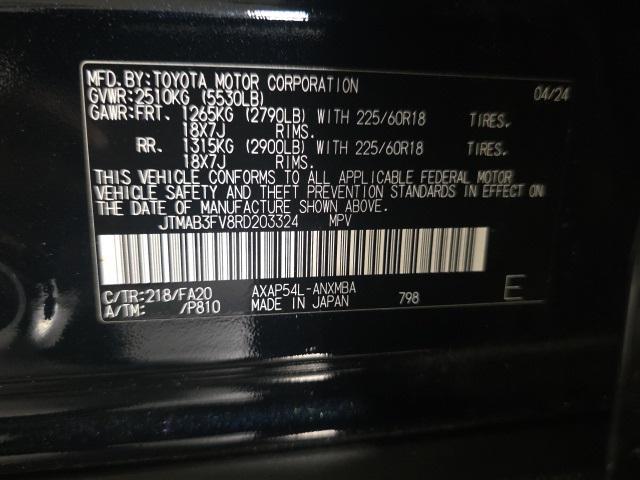 MFD.BY:TOYOTA MOTOR CORPORATION 04/24
GVWR:2510KG (5530LB)
GAWR:FRT. 1265KG (2790LB) WITH 225/60R18 TIRES.
18X7J RIMS.
RR. 1315KG (2900LB) WITH 225/60R18 TIRES.
18X7J RIMS.
THIS VEHICLE CONFORMS TO ALL APPLICABLE FEDERAL MOTOR
VEHICLE SAFETY AND THEFT PREVENTION STANDARDS IN EFFECT ON
THE DATE OF MANUFACTURE SHOWN ABOVE.
JTMAB3FV8RD203324 MPV
C/TR:218/FA20 AXAP54L-ANXMBA E
A/TM: /P810 MADE IN JAPAN 798